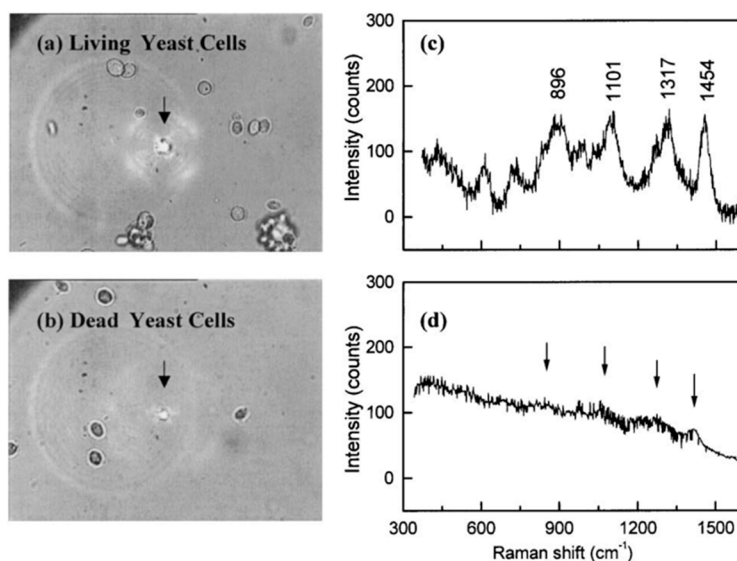 (a) Living Yeast Cells
(b) Dead Yeast Cells
(c)
896
1101
1317
1454
300
200
100
0
Intensity (counts)
(d)
300
200
100
0
Intensity (counts)
300
600
900
1200
1500
Raman shift (cm⁻¹)